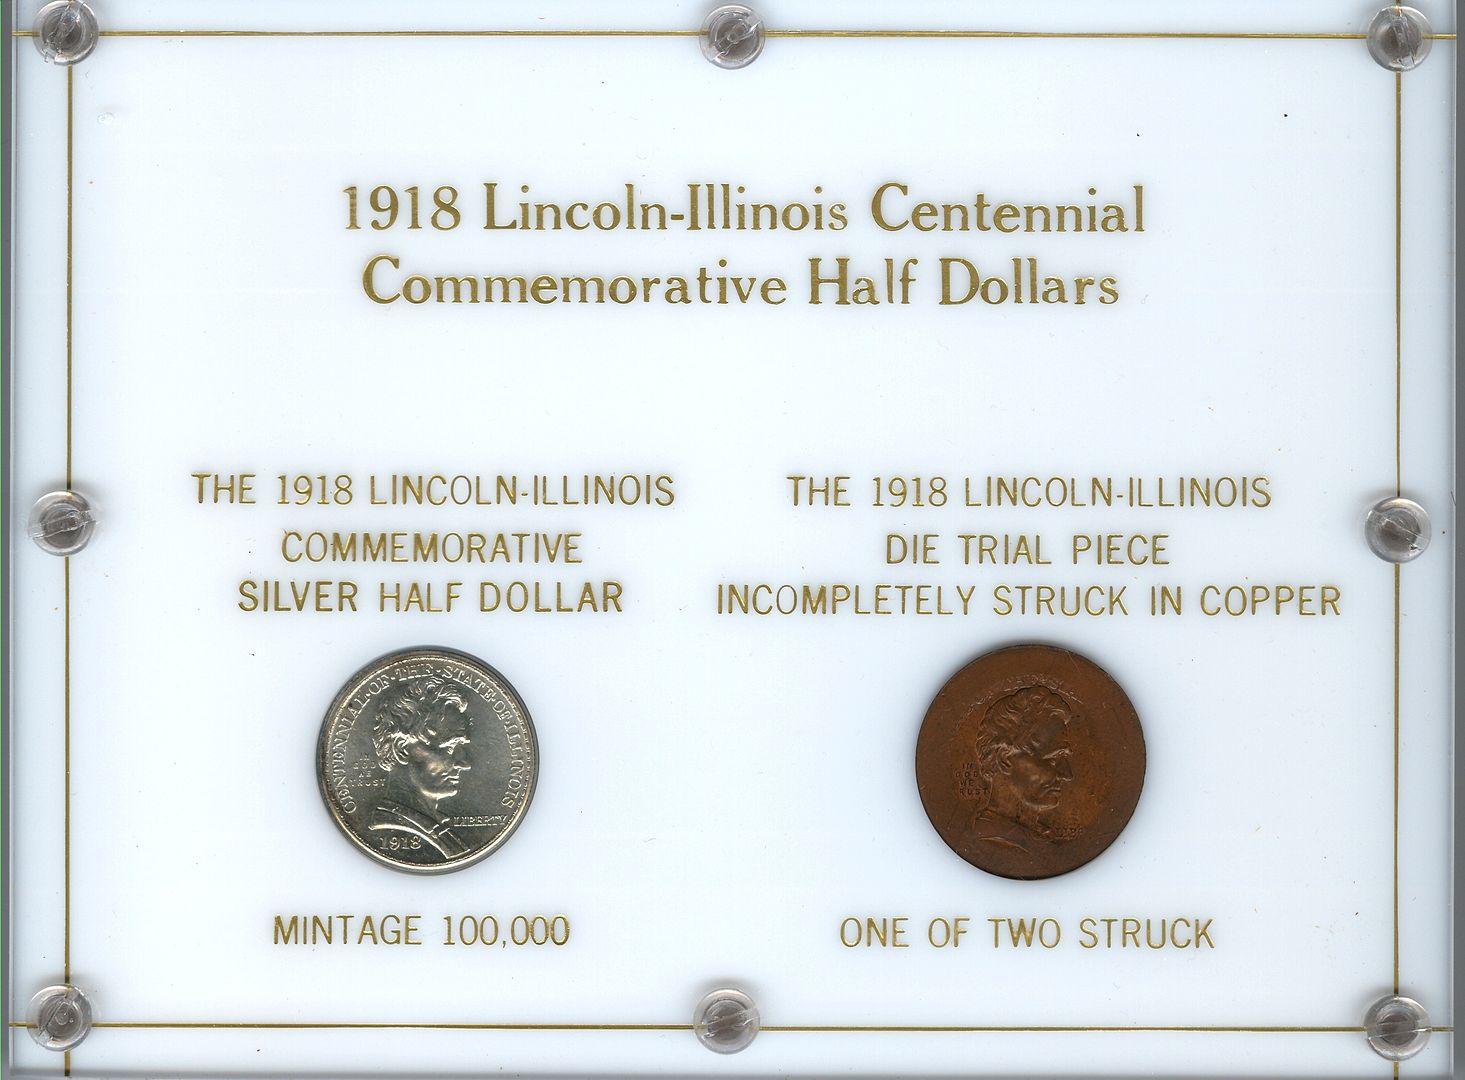 1918 Lincoln-Illinois Centennial
Commemorative Half Dollars
THE 1918 LINCOLN-ILLINOIS
COMMEMORATIVE
SILVER HALF DOLLAR
CENTENNIAL·OF·THE·STATE·OF·ILLINOIS
IN
GOD
WE
TRUST
LIBERTY
1918
MINTAGE 100,000
THE 1918 LINCOLN-ILLINOIS
DIE TRIAL PIECE
INCOMPLETELY STRUCK IN COPPER
IN
GOD
WE
RUST
LIBE
ONE OF TWO STRUCK